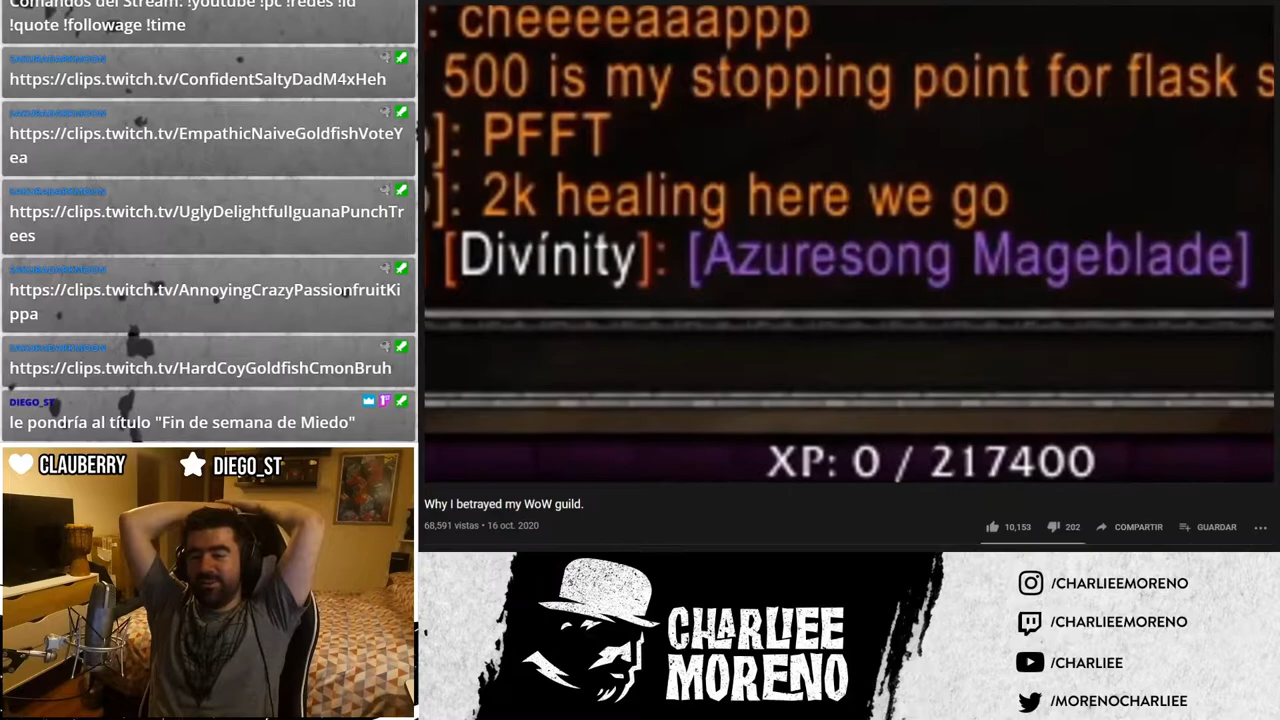 Comandos del Stream: !youtube !pc !redes !id
!quote !followage !time
https://clips.twitch.tv/ConfidentSaltyDadM4xHeh
https://clips.twitch.tv/EmpathicNaiveGoldfishVoteY
ea
https://clips.twitch.tv/UglyDelightfulIguanaPunchTr
ees
https://clips.twitch.tv/AnnoyingCrazyPassionfruitKi
ppa
https://clips.twitch.tv/HardCoyGoldfishCmonBruh
DIEGO_ST
le pondría al título "Fin de semana de Miedo"
CLAUBERRY
DIEGO_ST
: cheeeeaaappp
500 is my stopping point for flask s
]: PFFT
]: 2k healing here we go
[Divínity]: [Azuresong Mageblade]
XP: 0 / 217400
Why I betrayed my WoW guild.
68,591 vistas • 16 oct. 2020
10,153
202
COMPARTIR
GUARDAR
CHARLIEE
MORENO
/CHARLIEEMORENO
/CHARLIEEMORENO
/CHARLIEE
/MORENOCHARLIEE